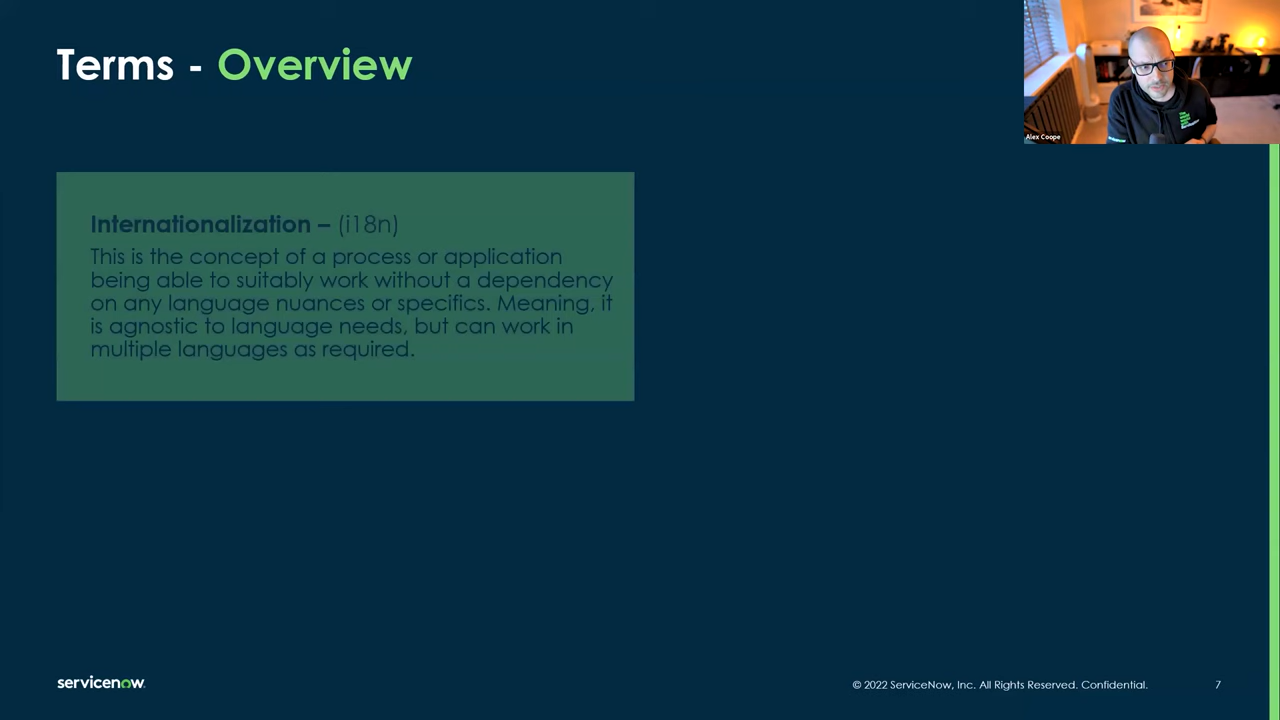 Terms - Overview
Alex Coope
Internationalization – (i18n)
This is the concept of a process or application
being able to suitably work without a dependency
on any language nuances or specifics. Meaning, it
is agnostic to language needs, but can work in
multiple languages as required.
servicenow.
© 2022 ServiceNow, Inc. All Rights Reserved. Confidential.
7